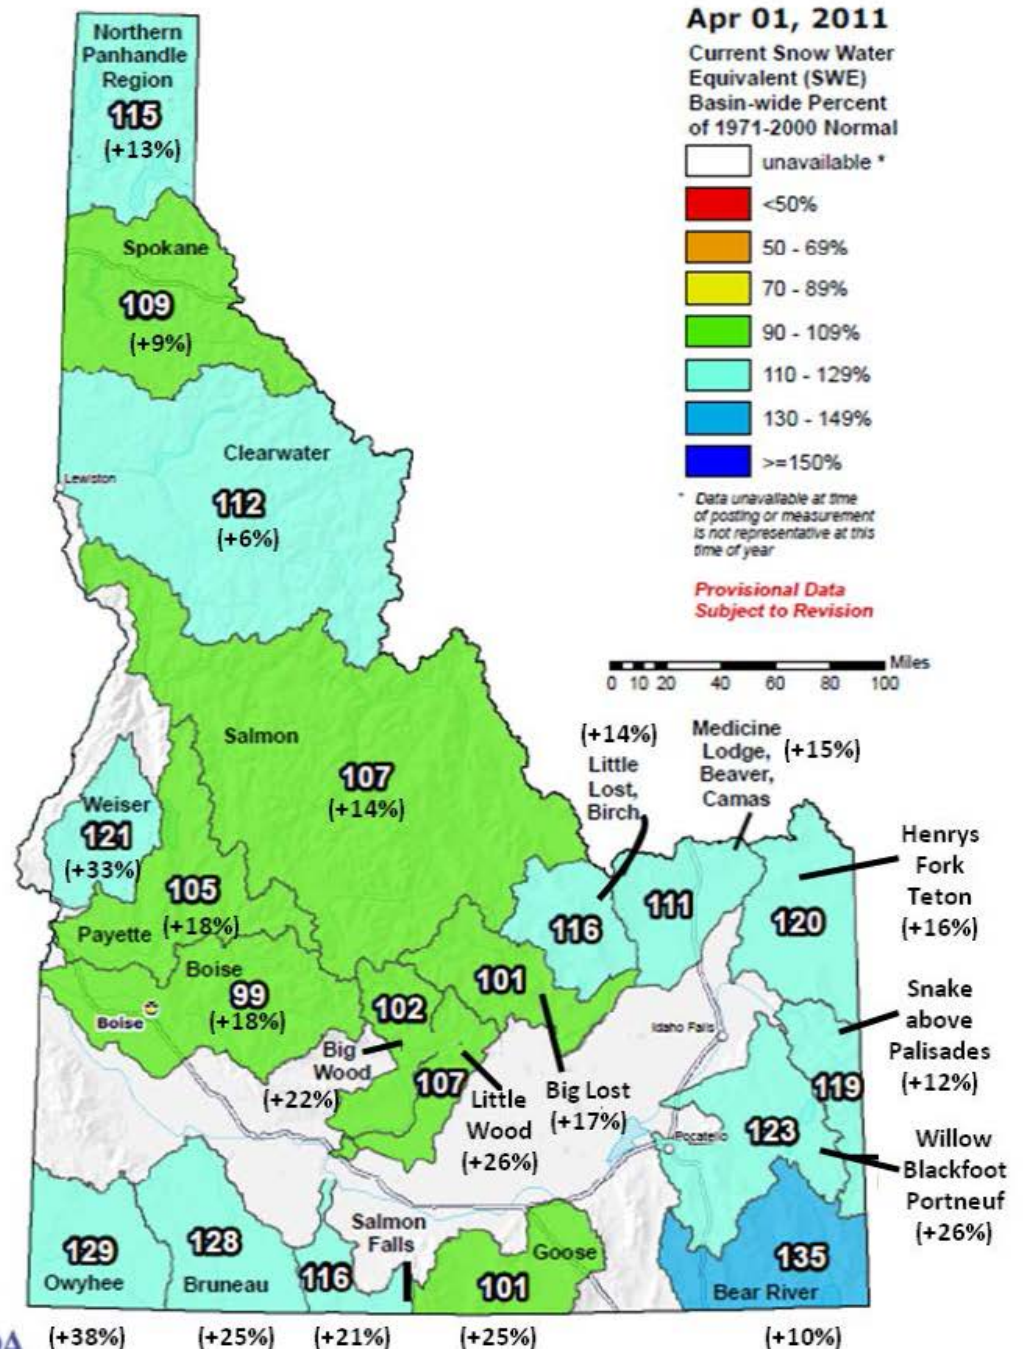 Apr 01, 2011
Current Snow Water
Equivalent (SWE)
Basin-wide Percent
of 1971-2000 Normal
unavailable *
<50%
50 - 69%
70 - 89%
90 - 109%
110 - 129%
130 - 149%
>=150%
* Data unavailable at time
of posting or measurement
is not representative at this
time of year
Provisional Data
Subject to Revision
Miles
0 10 20 40 60 80 100
Northern
Panhandle
Region
115
(+13%)
Spokane
109
(+9%)
Clearwater
112
(+6%)
Lewiston
Salmon
107
(+14%)
Weiser
121
(+33%)
105
Payette (+18%)
Boise
99
(+18%)
Boise
102
Big
Wood
(+22%)
107
Little
Wood
(+26%)
101
Big Lost
(+17%)
(+14%)
Little
Lost,
Birch,
116
Medicine
Lodge,
Beaver,
Camas
(+15%)
111
Henrys
Fork
Teton
(+16%)
120
Snake
above
Palisades
(+12%)
119
Idaho Falls
Pocatello
Willow
Blackfoot
Portneuf
(+26%)
123
129
Owyhee
(+38%)
128
Bruneau
(+25%)
Salmon
Falls
116
(+21%)
Goose
101
(+25%)
135
Bear River
(+10%)